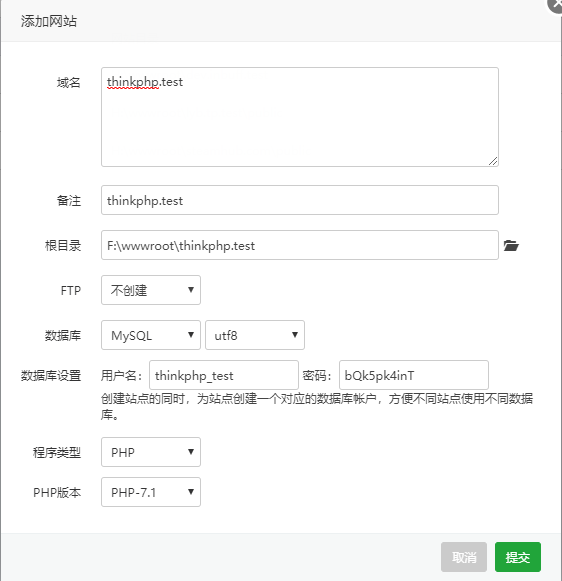 添加网站
域名 thinkphp.test
备注 thinkphp.test
根目录 F:\wwwroot\thinkphp.test
FTP 不创建
数据库 MySQL utf8
数据库设置 用户名: thinkphp_test 密码: bQk5pk4inT
创建站点的同时，为站点创建一个对应的数据库帐户，方便不同站点使用不同数据
库。
程序类型 PHP
PHP版本 PHP-7.1
取消 提交